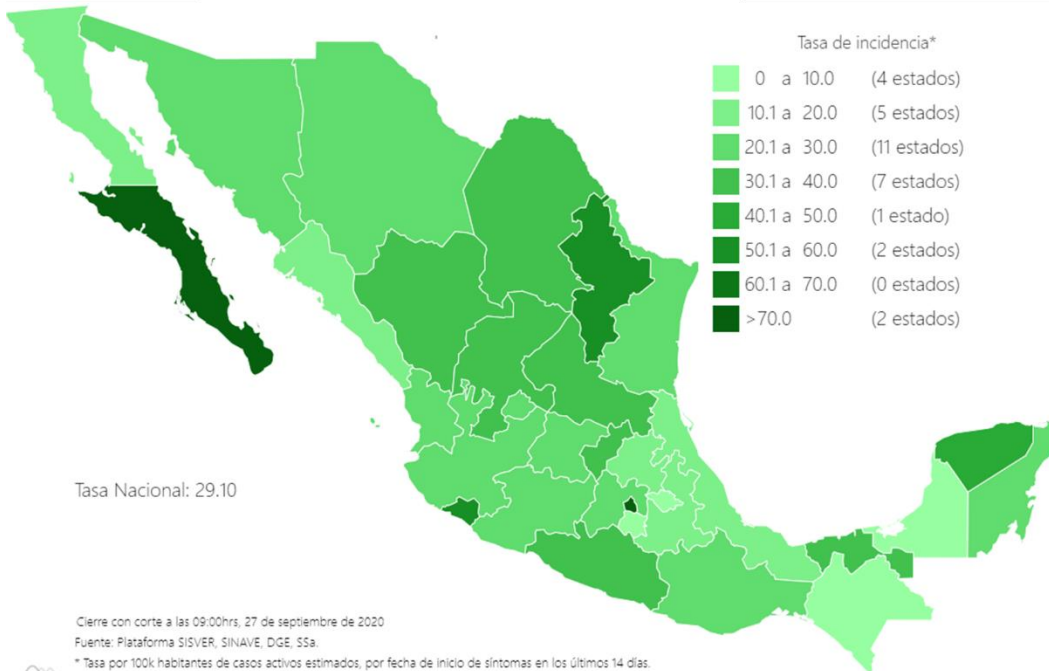 Tasa de incidencia*
0 a 10.0 (4 estados)
10.1 a 20.0 (5 estados)
20.1 a 30.0 (11 estados)
30.1 a 40.0 (7 estados)
40.1 a 50.0 (1 estado)
50.1 a 60.0 (2 estados)
60.1 a 70.0 (0 estados)
>70.0 (2 estados)
Tasa Nacional: 29.10
Cierre con corte a las 09:00hrs, 27 de septiembre de 2020
Fuente: Plataforma SISVER, SINAVE, DGE, SSa.
* Tasa por 100k habitantes de casos activos estimados, por fecha de inicio de síntomas en los últimos 14 días.